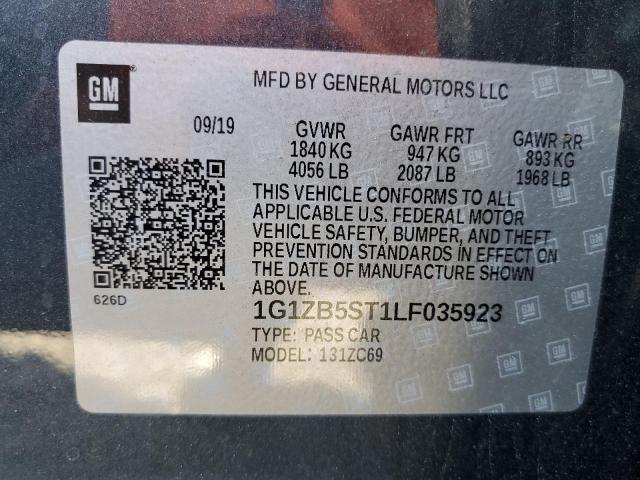 GM
MFD BY GENERAL MOTORS LLC
09/19
GVWR GAWR FRT GAWR RR
1840 KG 947 KG 893 KG
4056 LB 2087 LB 1968 LB
THIS VEHICLE CONFORMS TO ALL
APPLICABLE U.S. FEDERAL MOTOR
VEHICLE SAFETY, BUMPER, AND THEFT
PREVENTION STANDARDS IN EFFECT ON
THE DATE OF MANUFACTURE SHOWN
ABOVE.
626D
1G1ZB5ST1LF035923
TYPE: PASS CAR
MODEL: 131ZC69